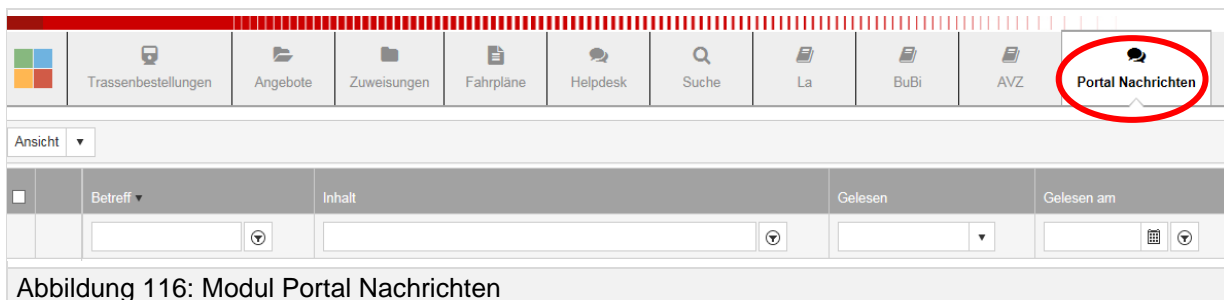 Trassenbestellungen Angebote Zuweisungen Fahrpläne Helpdesk Suche La BuBi AVZ Portal Nachrichten
Ansicht
Betreff Inhalt Gelesen Gelesen am
Abbildung 116: Modul Portal Nachrichten